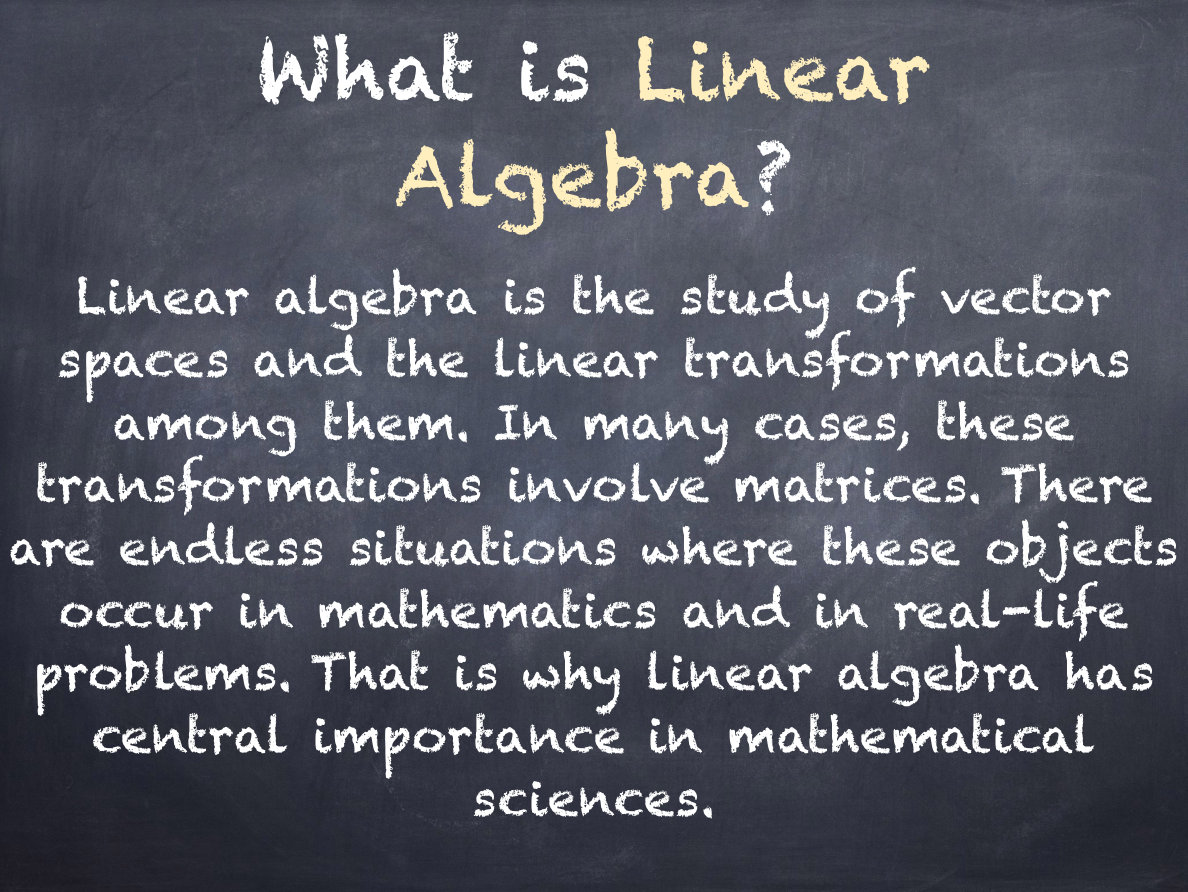 What is Linear
Algebra?
Linear algebra is the study of vector
spaces and the linear transformations
among them. In many cases, these
transformations involve matrices. There
are endless situations where these objects
occur in mathematics and in real-life
problems. That is why linear algebra has
central importance in mathematical
sciences.